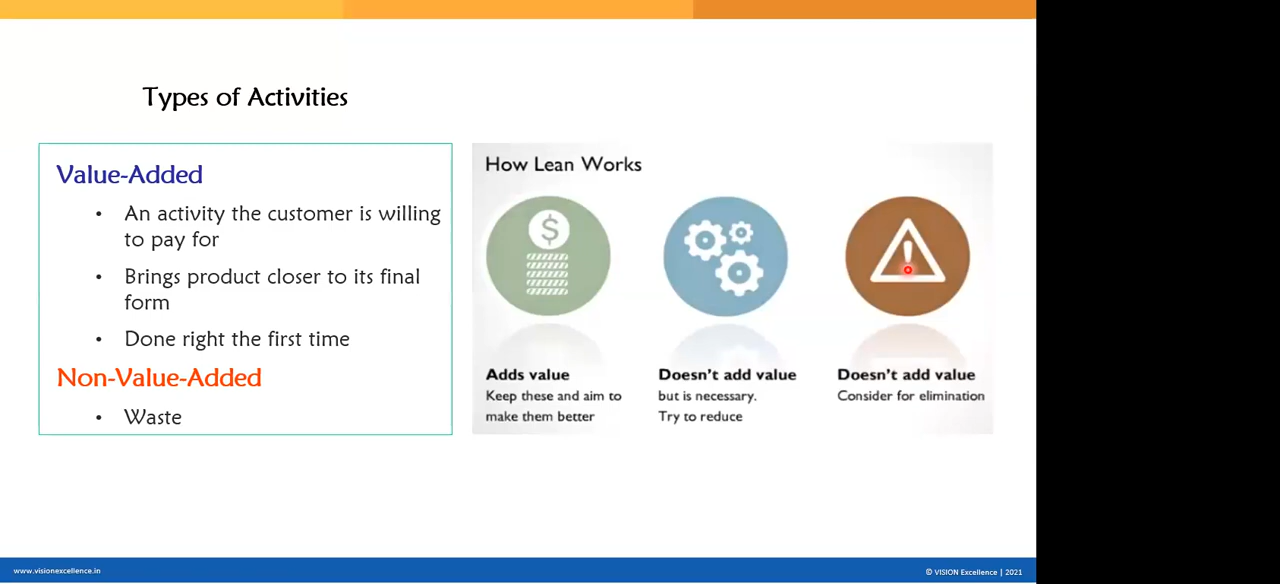 Types of Activities
Value-Added
• An activity the customer is willing
to pay for
• Brings product closer to its final
form
• Done right the first time
Non-Value-Added
• Waste
How Lean Works
$
Adds value
Keep these and aim to
make them better
Doesn't add value
but is necessary.
Try to reduce
!
Doesn't add value
Consider for elimination
www.visionexcellence.in
© VISION Excellence | 2021